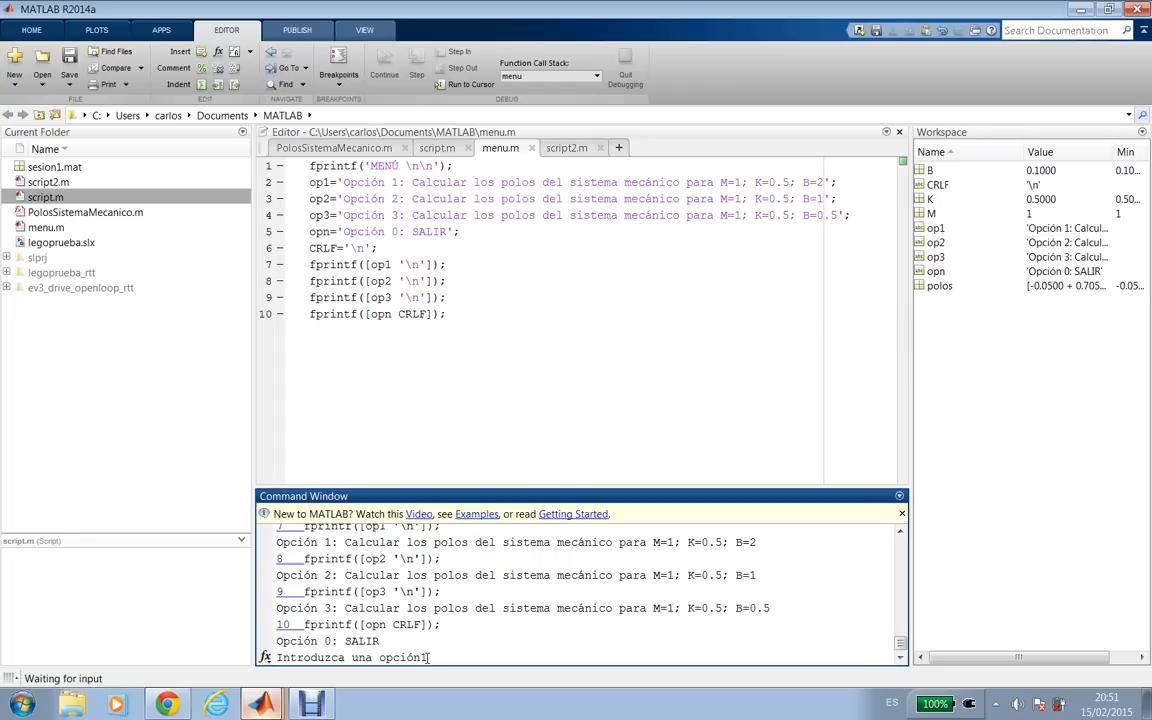 MATLAB R2014a
HOME PLOTS APPS EDITOR PUBLISH VIEW
Search Documentation
New Open Save
Find Files
Compare
Print
Insert
Comment
Indent
Go To
Find
Breakpoints
Continue Step
Step In
Step Out
Run to Cursor
Function Call Stack:
menu
Quit
Debugging
FILE EDIT NAVIGATE BREAKPOINTS DEBUG
C: Users carlos Documents MATLAB
Current Folder
Name
sesion1.mat
script2.m
script.m
PolosSistemaMecanico.m
menu.m
legoprueba.slx
slprj
legoprueba_rtt
ev3_drive_openloop_rtt
script.m (Script)
Editor - C:\Users\carlos\Documents\MATLAB\menu.m
PolosSistemaMecanico.m script.m menu.m script2.m
1 fprintf('MENÚ \n\n');
2 op1='Opción 1: Calcular los polos del sistema mecánico para M=1; K=0.5; B=2';
3 op2='Opción 2: Calcular los polos del sistema mecánico para M=1; K=0.5; B=1';
4 op3='Opción 3: Calcular los polos del sistema mecánico para M=1; K=0.5; B=0.5';
5 opn='Opción 0: SALIR';
6 CRLF='\n';
7 fprintf([op1 '\n']);
8 fprintf([op2 '\n']);
9 fprintf([op3 '\n']);
10 fprintf([opn CRLF]);
Command Window
New to MATLAB? Watch this Video, see Examples, or read Getting Started.
7 fprintf([op1 '\n']);
Opción 1: Calcular los polos del sistema mecánico para M=1; K=0.5; B=2
8 fprintf([op2 '\n']);
Opción 2: Calcular los polos del sistema mecánico para M=1; K=0.5; B=1
9 fprintf([op3 '\n']);
Opción 3: Calcular los polos del sistema mecánico para M=1; K=0.5; B=0.5
10 fprintf([opn CRLF]);
Opción 0: SALIR
fx Introduzca una opción1
Workspace
Name Value Min
B 0.1000 0.10...
CRLF '\n'
K 0.5000 0.50...
M 1 1
op1 'Opción 1: Calcul...
op2 'Opción 2: Calcul...
op3 'Opción 3: Calcul...
opn 'Opción 0: SALIR'
polos [-0.0500 + 0.705... -0.05...
Waiting for input
ES
100%
20:51
15/02/2015